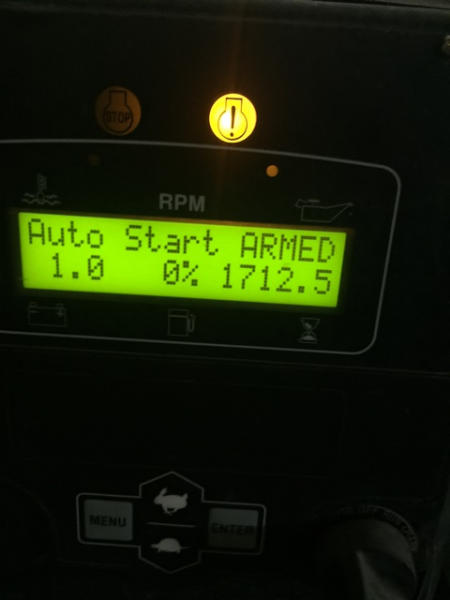 STOP
RPM
Auto Start ARMED
1.0 0% 1712.5
MENU
ENTER